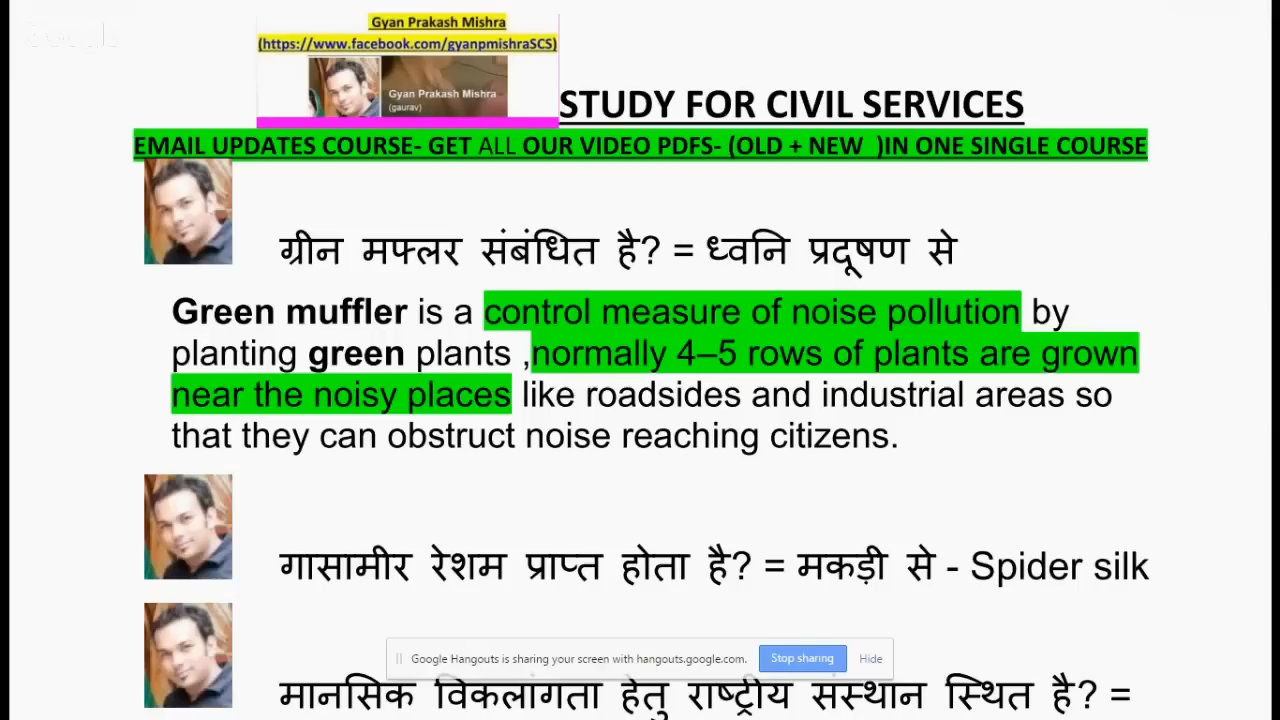 Google
Gyan Prakash Mishra
(https://www.facebook.com/gyanpmishraSCS)
Gyan Prakash Mishra
(gaurav)
STUDY FOR CIVIL SERVICES
EMAIL UPDATES COURSE- GET ALL OUR VIDEO PDFS- (OLD + NEW )IN ONE SINGLE COURSE
ग्रीन मफ्लर संबंधित है? = ध्वनि प्रदूषण से
Green muffler is a control measure of noise pollution by
planting green plants ,normally 4–5 rows of plants are grown
near the noisy places like roadsides and industrial areas so
that they can obstruct noise reaching citizens.
गासामीर रेशम प्राप्त होता है? = मकड़ी से - Spider silk
Google Hangouts is sharing your screen with hangouts.google.com.
Stop sharing
Hide
मानसिक विकलांगता हेतु राष्ट्रीय संस्थान स्थित है? =